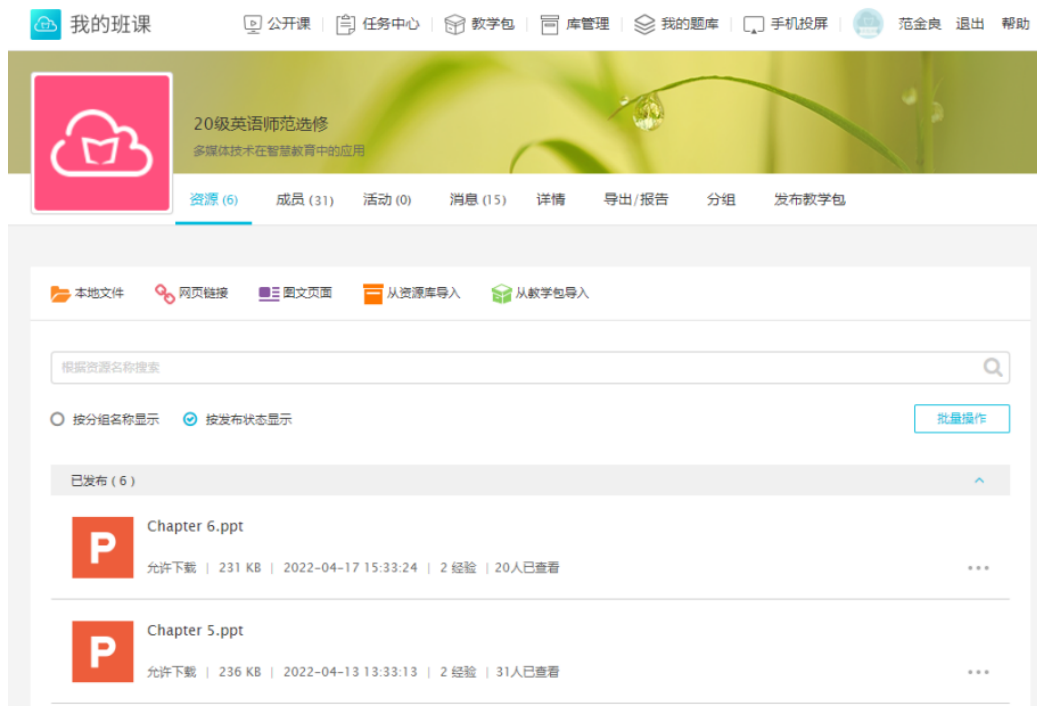 我的班课 公开课 任务中心 教学包 库管理 我的题库 手机投屏 范金良 退出 帮助
20级英语师范选修
多媒体技术在智慧教育中的应用
资源 (6) 成员 (31) 活动 (0) 消息 (15) 详情 导出/报告 分组 发布教学包
本地文件 网页链接 图文页面 从资源库导入 从教学包导入
根据资源名称搜索
按分组名称显示 按发布状态显示 批量操作
已发布 ( 6 )
P
Chapter 6.ppt
允许下载 | 231 KB | 2022-04-17 15:33:24 | 2 经验 | 20人已查看
P
Chapter 5.ppt
允许下载 | 236 KB | 2022-04-13 13:33:13 | 2 经验 | 31人已查看